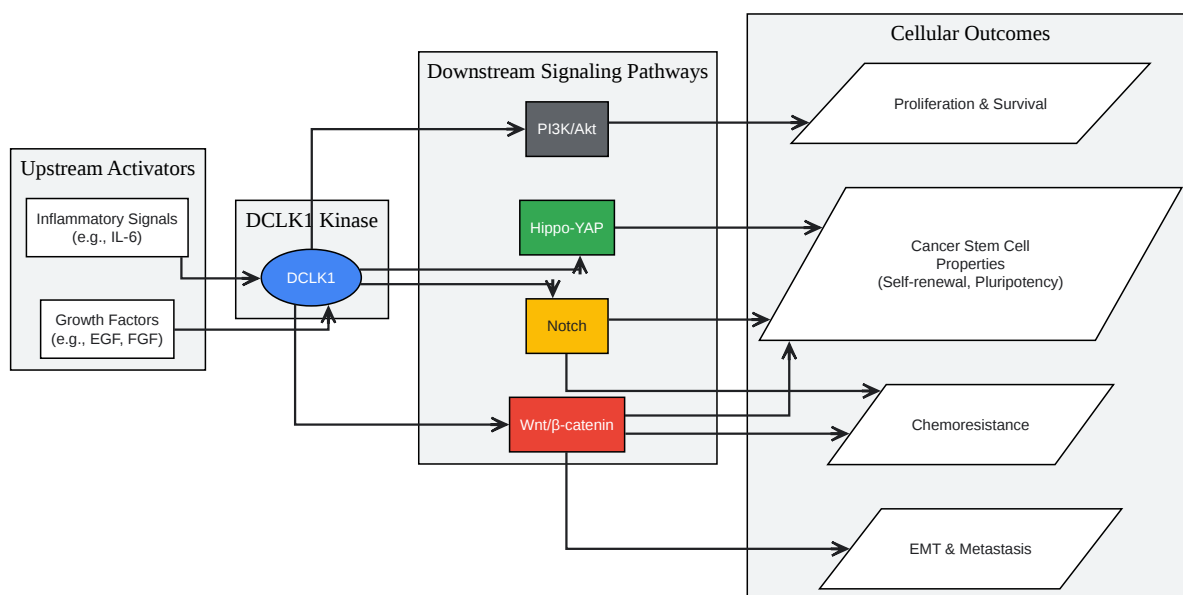 Upstream Activators
Inflammatory Signals
(e.g., IL-6)
Growth Factors
(e.g., EGF, FGF)
DCLK1 Kinase
DCLK1
Downstream Signaling Pathways
PI3K/Akt
Hippo-YAP
Notch
Wnt/β-catenin
Cellular Outcomes
Proliferation & Survival
Cancer Stem Cell
Properties
(Self-renewal, Pluripotency)
Chemoresistance
EMT & Metastasis